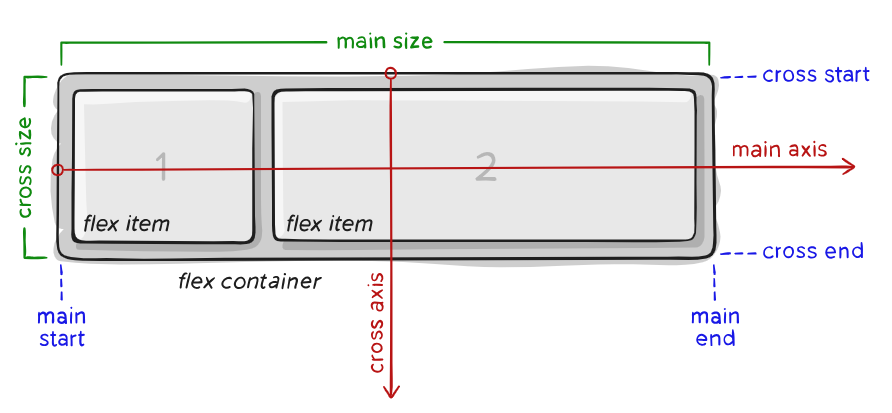 main size
cross start
cross size
1
2
main axis
flex item
flex item
cross end
flex container
cross axis
main
start
main
end